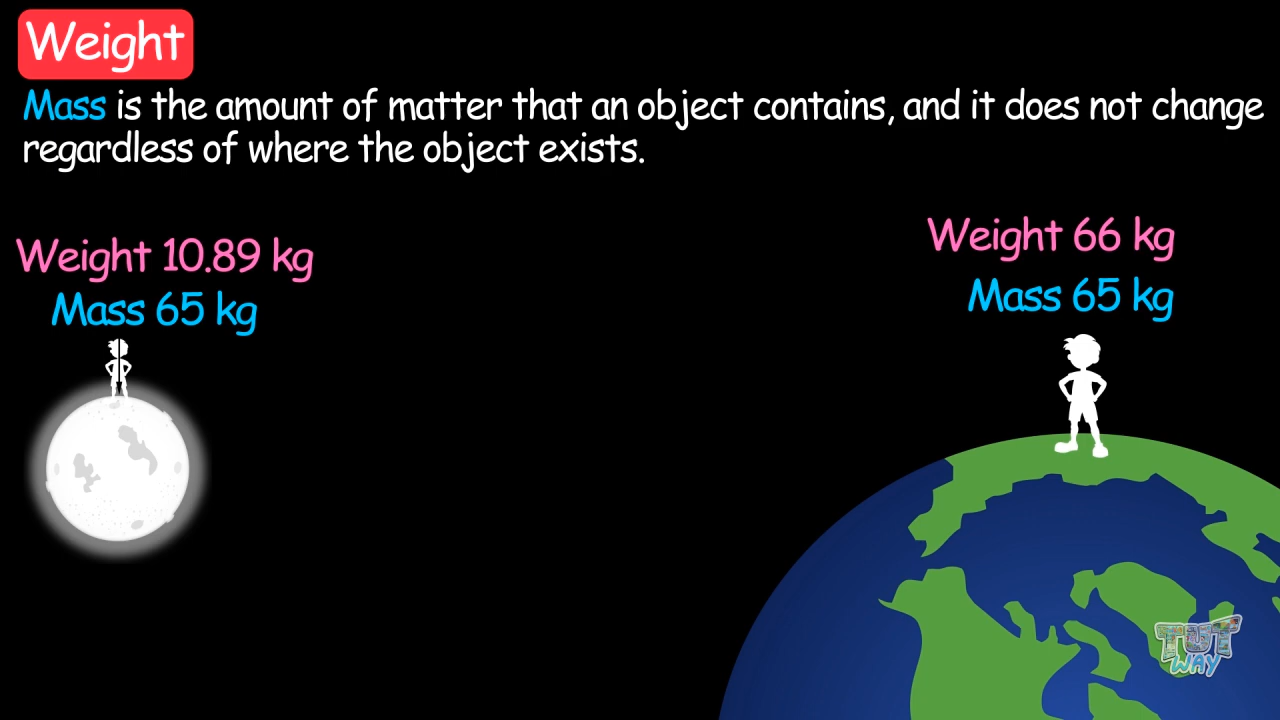 Weight
Mass is the amount of matter that an object contains, and it does not change
regardless of where the object exists.
Weight 10.89 kg
Mass 65 kg
Weight 66 kg
Mass 65 kg
TUT
WAY